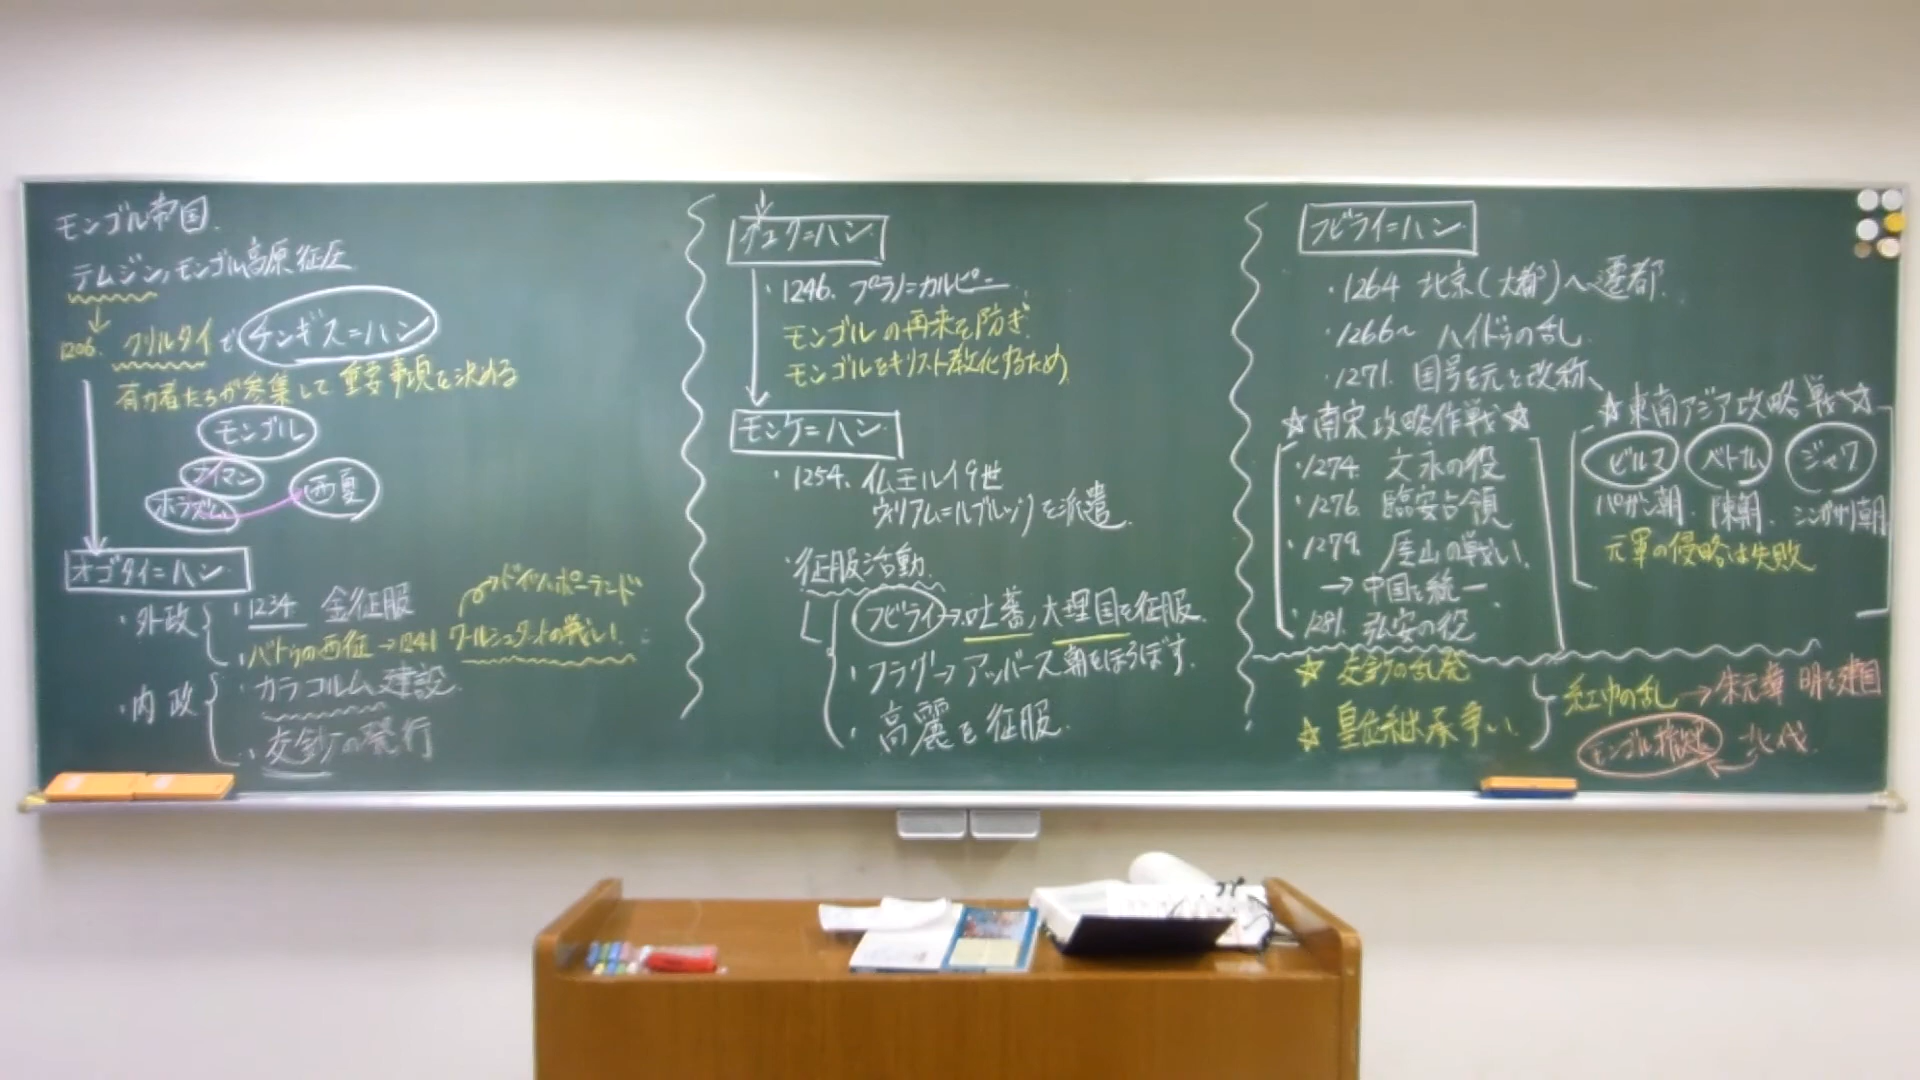 モンゴル帝国.
テムジン,モンゴル高原征圧
1206. クリルタイでチンギス=ハン
有力者たちが参集して重要事項を決める
モンゴル
ナイマン
ホラズム
西夏
オゴタイ=ハン
・外政
・1234 金征服
ドイツ,ポーランド
・バトゥの西征→1241 ワールシュタットの戦い.
・内政
・カラコルム建設
・交鈔の発行
オユク=ハン
・1246. プラノ=カルピニ
モンゴルの再来を防ぎ
モンゴルをキリスト教化するため
モンケ=ハン
・1254. 仏王ルイ9世
ウィリアム=ルブルックを派遣.
・征服活動.
フビライ→吐蕃,大理国を征服.
・フラグ→アッバース朝をほろぼす.
・高麗を征服.
フビライ=ハン
・1264 北京(大都)へ遷都.
・1266~ ハイドゥの乱.
・1271. 国号を元と改称、
☆南宋攻略作戦☆
・1274. 文永の役
・1276. 臨安占領
・1279. 厓山の戦い.
→中国を統一.
・1281. 弘安の役
☆東南アジア攻略戦☆
ビルマ
ベトナム
ジャワ
パガン朝. 陳朝. シンガサリ朝
元軍の侵略は失敗
☆ 交鈔の乱発
☆ 皇位継承争い.
紅巾の乱→朱元璋 明を建国
モンゴル撤退
北伐.